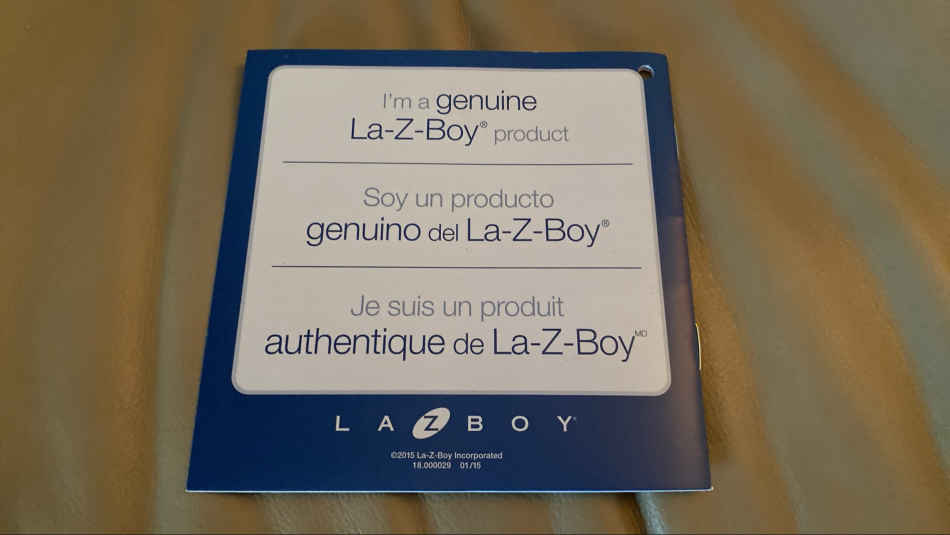 I'm a genuine
La-Z-Boy® product
Soy un producto
genuino del La-Z-Boy®
Je suis un produit
authentique de La-Z-Boy MD
LAZBOY®
©2015 La-Z-Boy Incorporated
18.000029 01/15